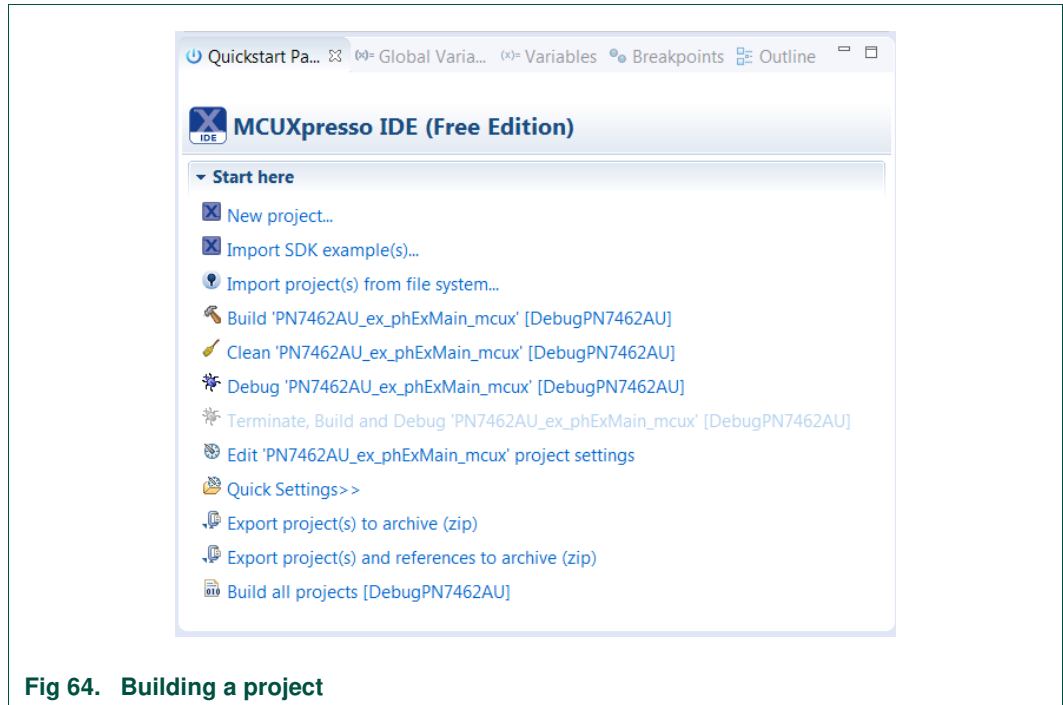 Quickstart Pa... (x)= Global Varia... (x)= Variables Breakpoints Outline
IDE MCUXpresso IDE (Free Edition)
Start here
New project...
Import SDK example(s)...
Import project(s) from file system...
Build 'PN7462AU_ex_phExMain_mcux' [DebugPN7462AU]
Clean 'PN7462AU_ex_phExMain_mcux' [DebugPN7462AU]
Debug 'PN7462AU_ex_phExMain_mcux' [DebugPN7462AU]
Terminate, Build and Debug 'PN7462AU_ex_phExMain_mcux' [DebugPN7462AU]
Edit 'PN7462AU_ex_phExMain_mcux' project settings
Quick Settings>>
Export project(s) to archive (zip)
Export project(s) and references to archive (zip)
010 Build all projects [DebugPN7462AU]
Fig 64. Building a project